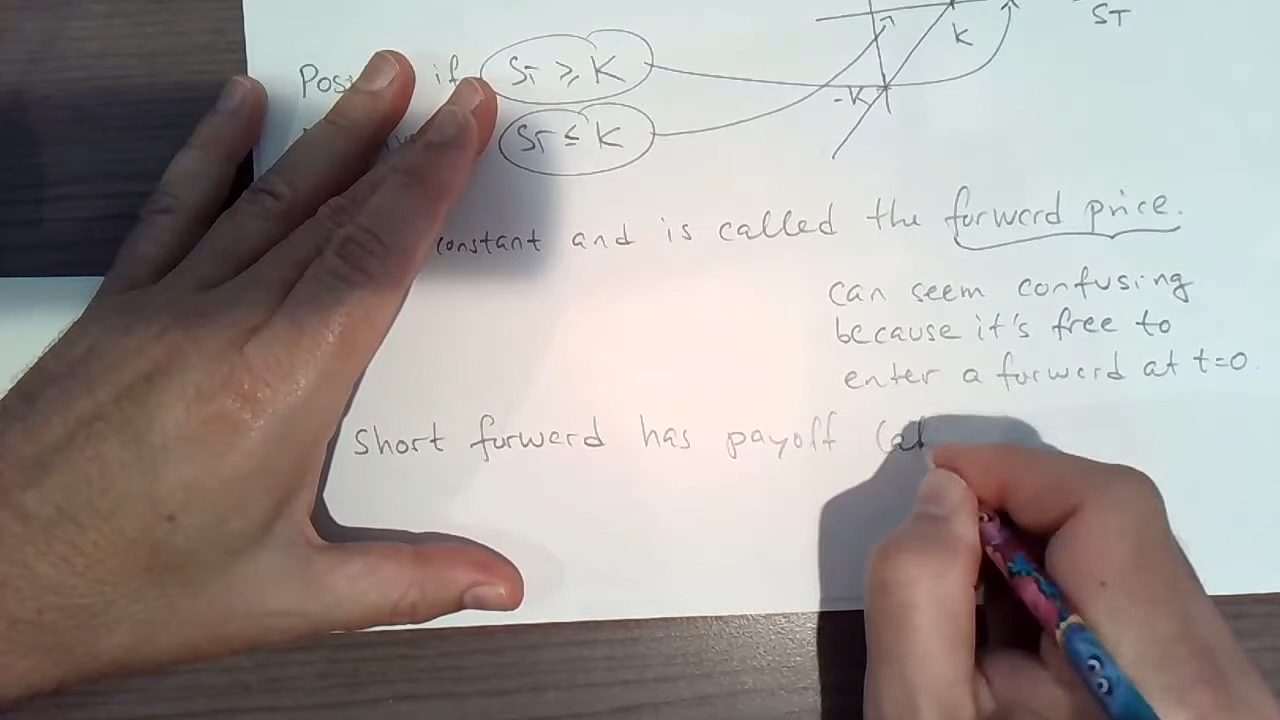 ST
K
if ST ≥ K
-K
ST ≤ K
constant and is called the forward price.
can seem confusing
because it's free to
enter a forward at t=0
short forward has payoff (at